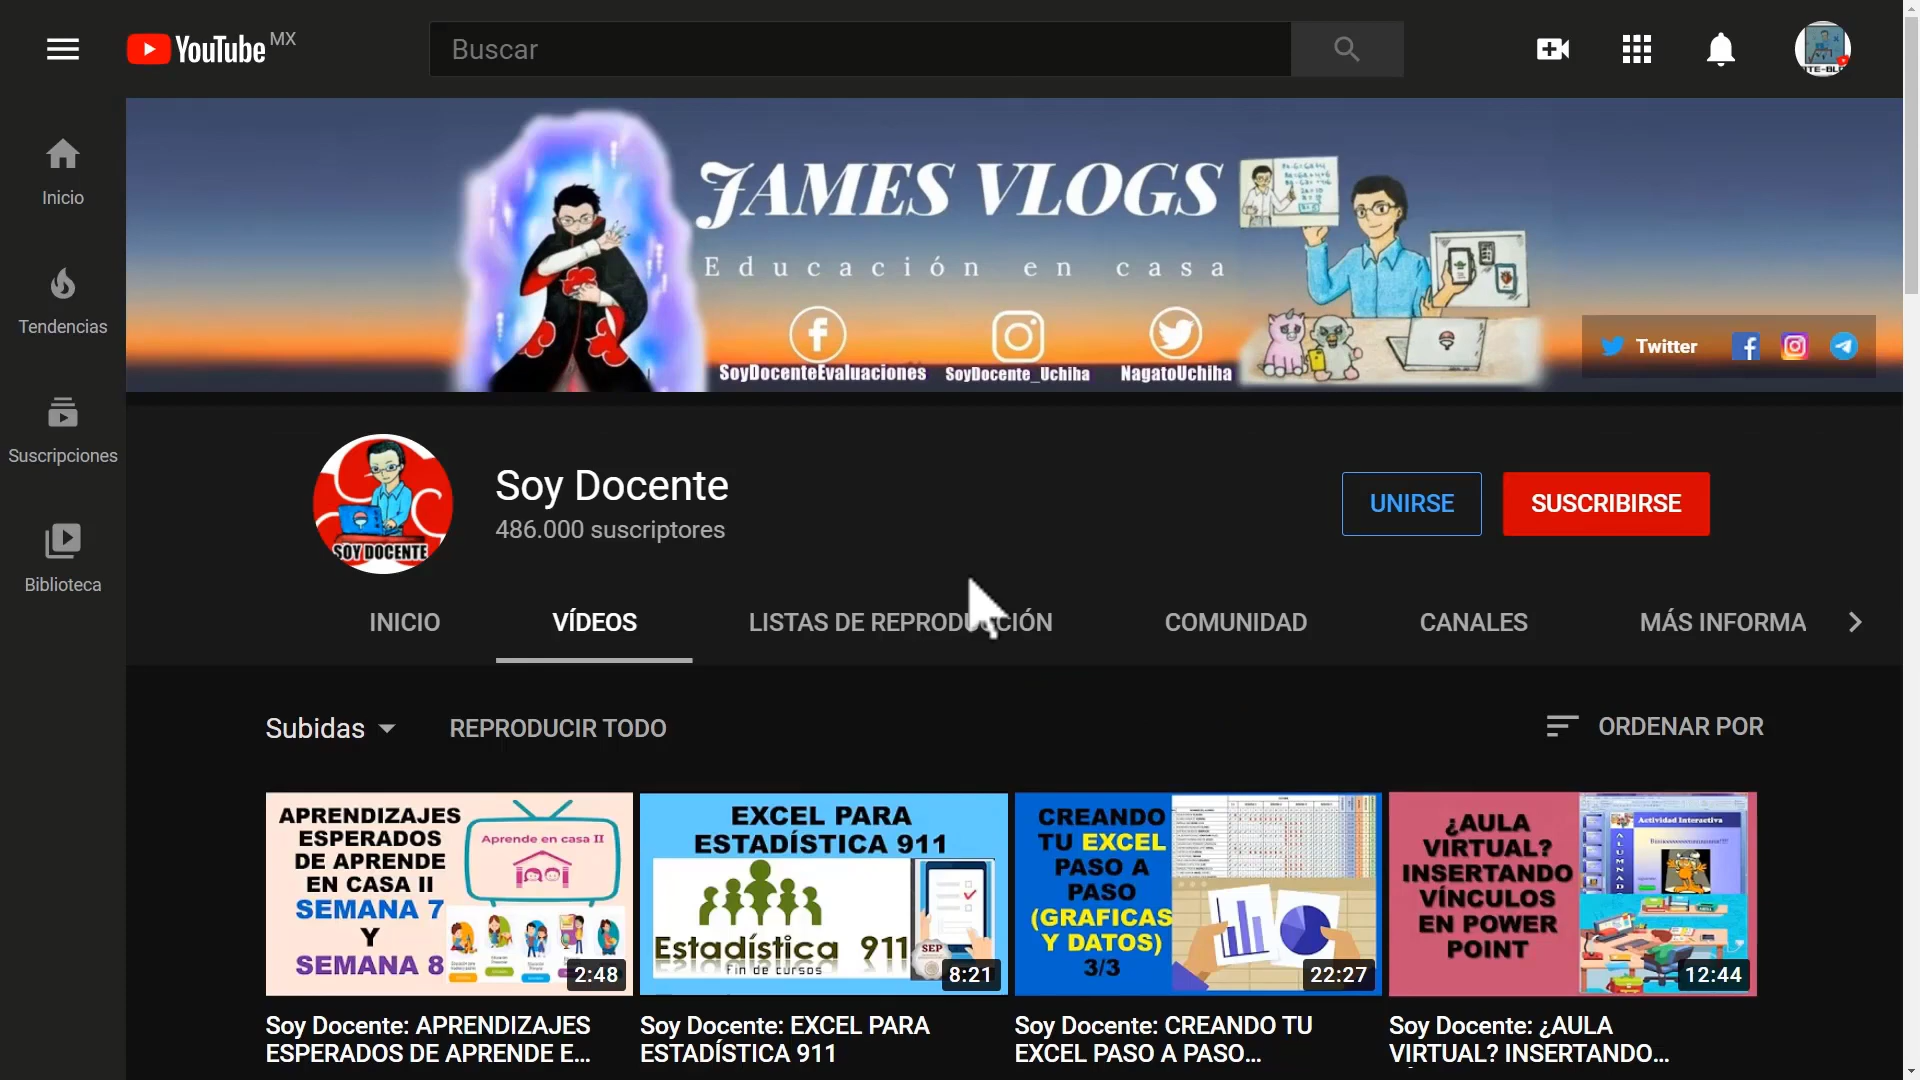 YouTube MX
Buscar
Inicio
Tendencias
Suscripciones
Biblioteca
JAMES VLOGS
Educación en casa
SoyDocenteEvaluaciones
SoyDocente_Uchiha
NagatoUchiha
Twitter
SOY DOCENTE
Soy Docente
486.000 suscriptores
UNIRSE
SUSCRIBIRSE
INICIO
VÍDEOS
LISTAS DE REPRODUCCIÓN
COMUNIDAD
CANALES
MÁS INFORMA
Subidas
REPRODUCIR TODO
ORDENAR POR
APRENDIZAJES
ESPERADOS
DE APRENDE
EN CASA II
SEMANA 7
Y
SEMANA 8
Aprende en casa II
2:48
EXCEL PARA
ESTADÍSTICA 911
Estadística 911
Fin de cursos
SEP
8:21
CREANDO
TU EXCEL
PASO A
PASO
(GRAFICAS
Y DATOS)
3/3
22:27
¿AULA
VIRTUAL?
INSERTANDO
VÍNCULOS
EN POWER
POINT
Actividad Interactiva
ALUMNAD
12:44
Soy Docente: APRENDIZAJES
ESPERADOS DE APRENDE E...
Soy Docente: EXCEL PARA
ESTADÍSTICA 911
Soy Docente: CREANDO TU
EXCEL PASO A PASO...
Soy Docente: ¿AULA
VIRTUAL? INSERTANDO...